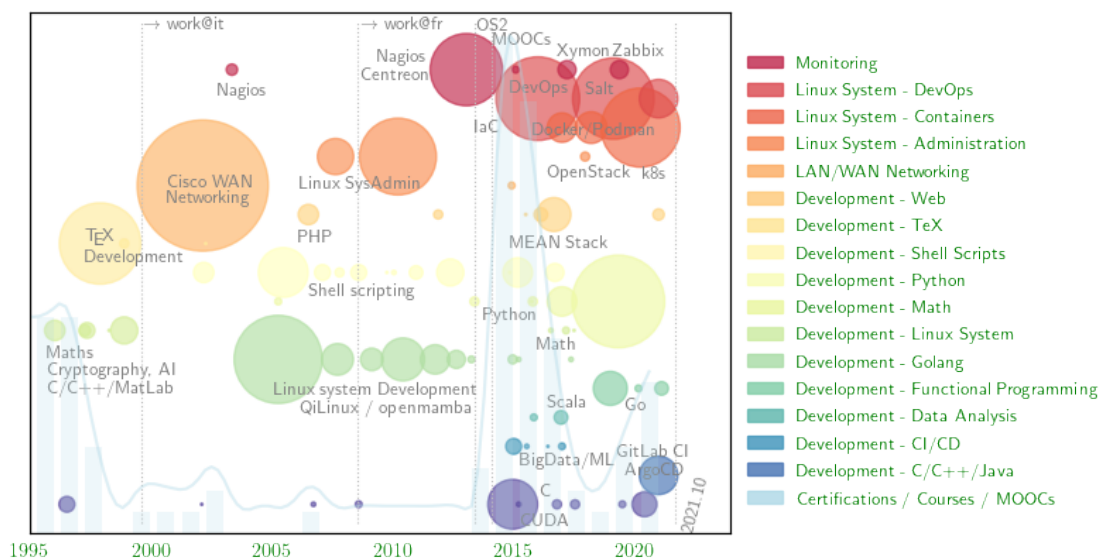 → work@it
→ work@fr
OS2
MOOCs
Nagios
Centreon
Xymon
Zabbix
Nagios
DevOps
Salt
IaC
Docker/Podman
Linux SysAdmin
OpenStack
k8s
Cisco WAN
Networking
TEX
Development
PHP
MEAN Stack
Shell scripting
Python
Maths
Cryptography, AI
C/C++/MatLab
Math
Linux system Development
QiLinux / openmamba
Scala
Go
BigData/ML
GitLab CI
ArgoCD
C
CUDA
2021.10
1995
2000
2005
2010
2015
2020
Monitoring
Linux System - DevOps
Linux System - Containers
Linux System - Administration
LAN/WAN Networking
Development - Web
Development - TeX
Development - Shell Scripts
Development - Python
Development - Math
Development - Linux System
Development - Golang
Development - Functional Programming
Development - Data Analysis
Development - CI/CD
Development - C/C++/Java
Certifications / Courses / MOOCs